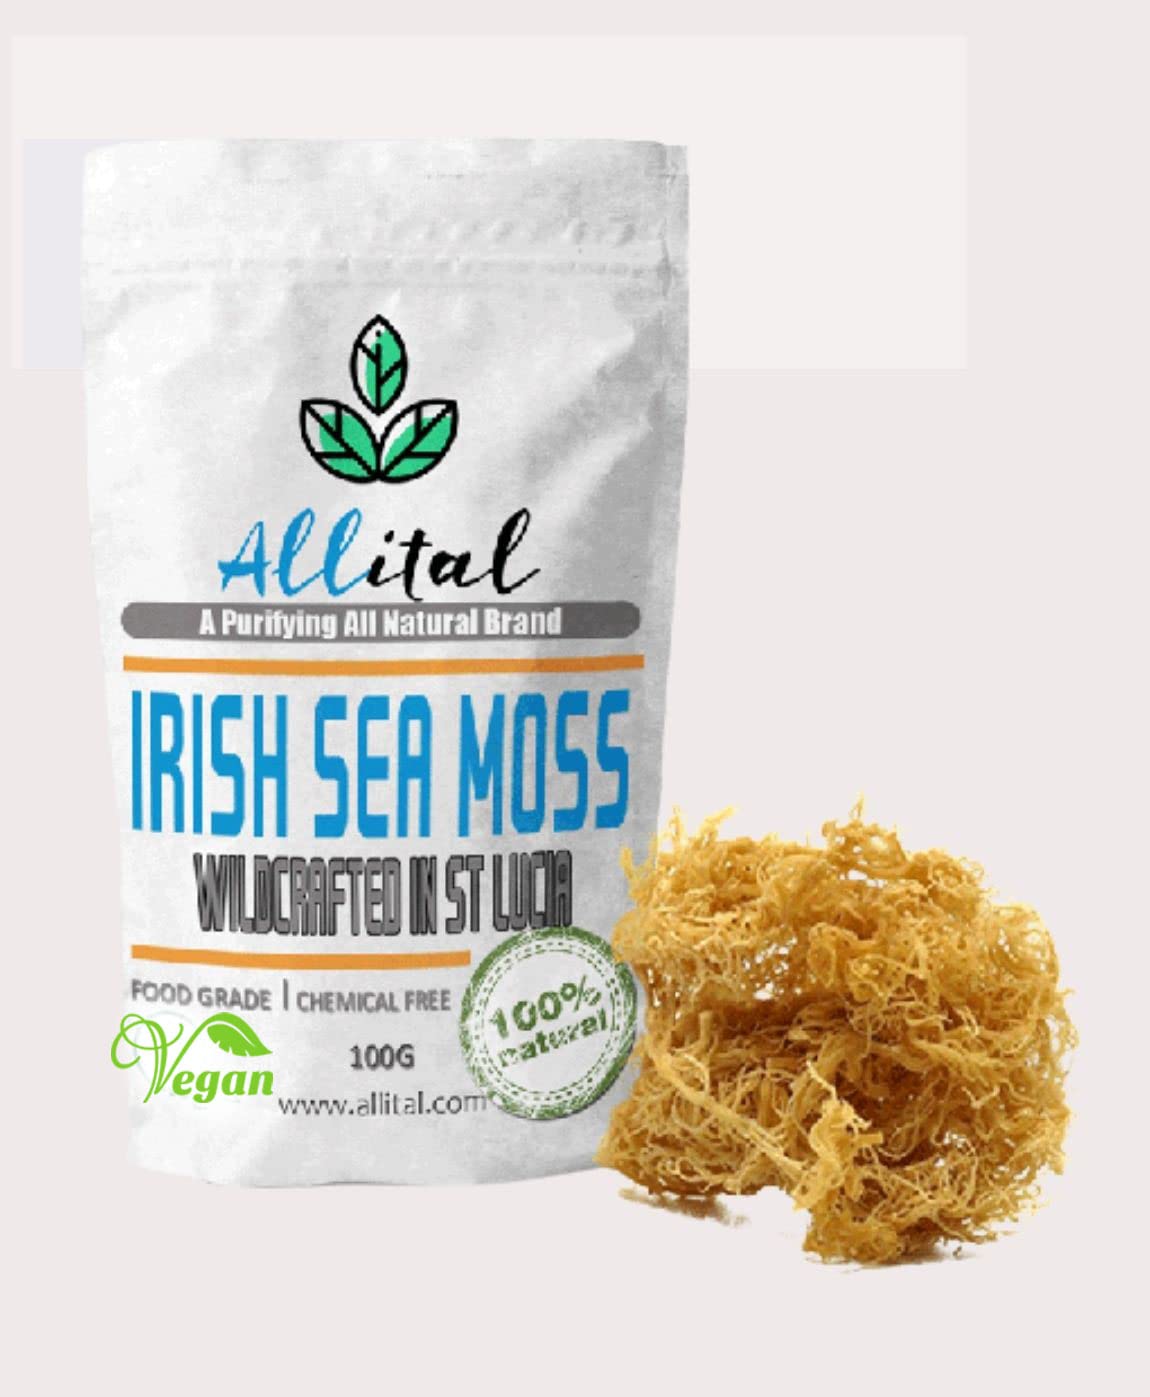 Allital
A Purifying All Natural Brand
IRISH SEA MOSS
WILDCRAFTED IN ST LUCIA
FOOD GRADE | CHEMICAL FREE
100% natural
Vegan
100G
www.allital.com